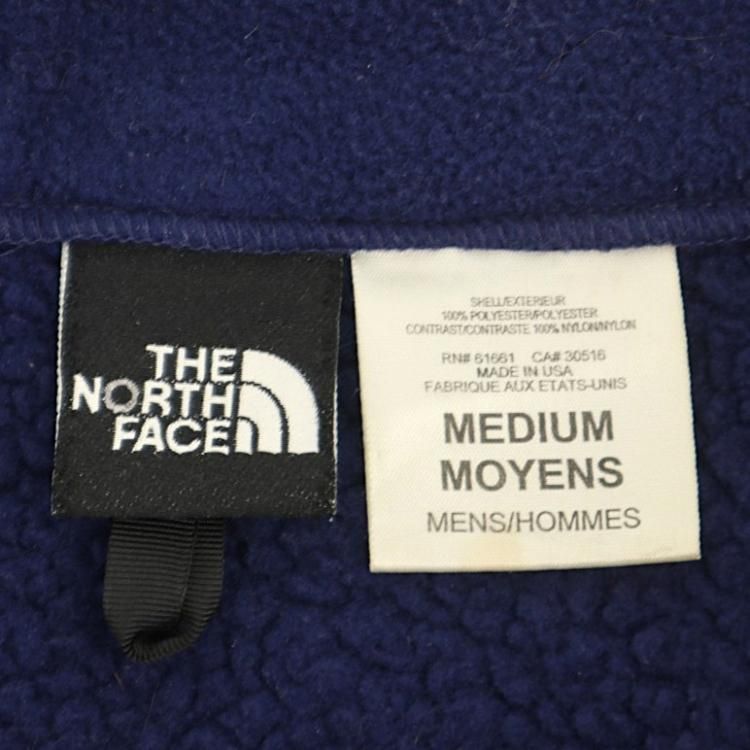 THE
NORTH
FACE
SHELL/EXTERIEUR
100% POLYESTER/POLYESTER
CONTRAST/CONTRASTE 100% NYLON/NYLON
RN# 61661 CA# 30516
MADE IN USA
FABRIQUE AUX ETATS-UNIS
MEDIUM
MOYENS
MENS/HOMMES